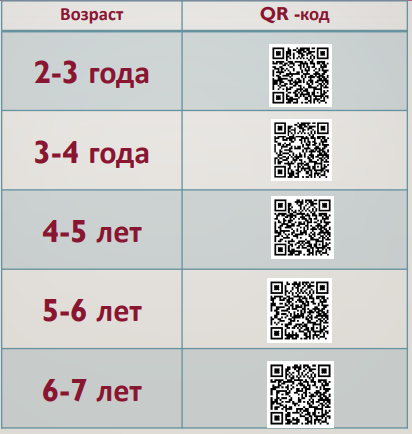 Возраст QR -код
2-3 года
3-4 года
4-5 лет
5-6 лет
6-7 лет